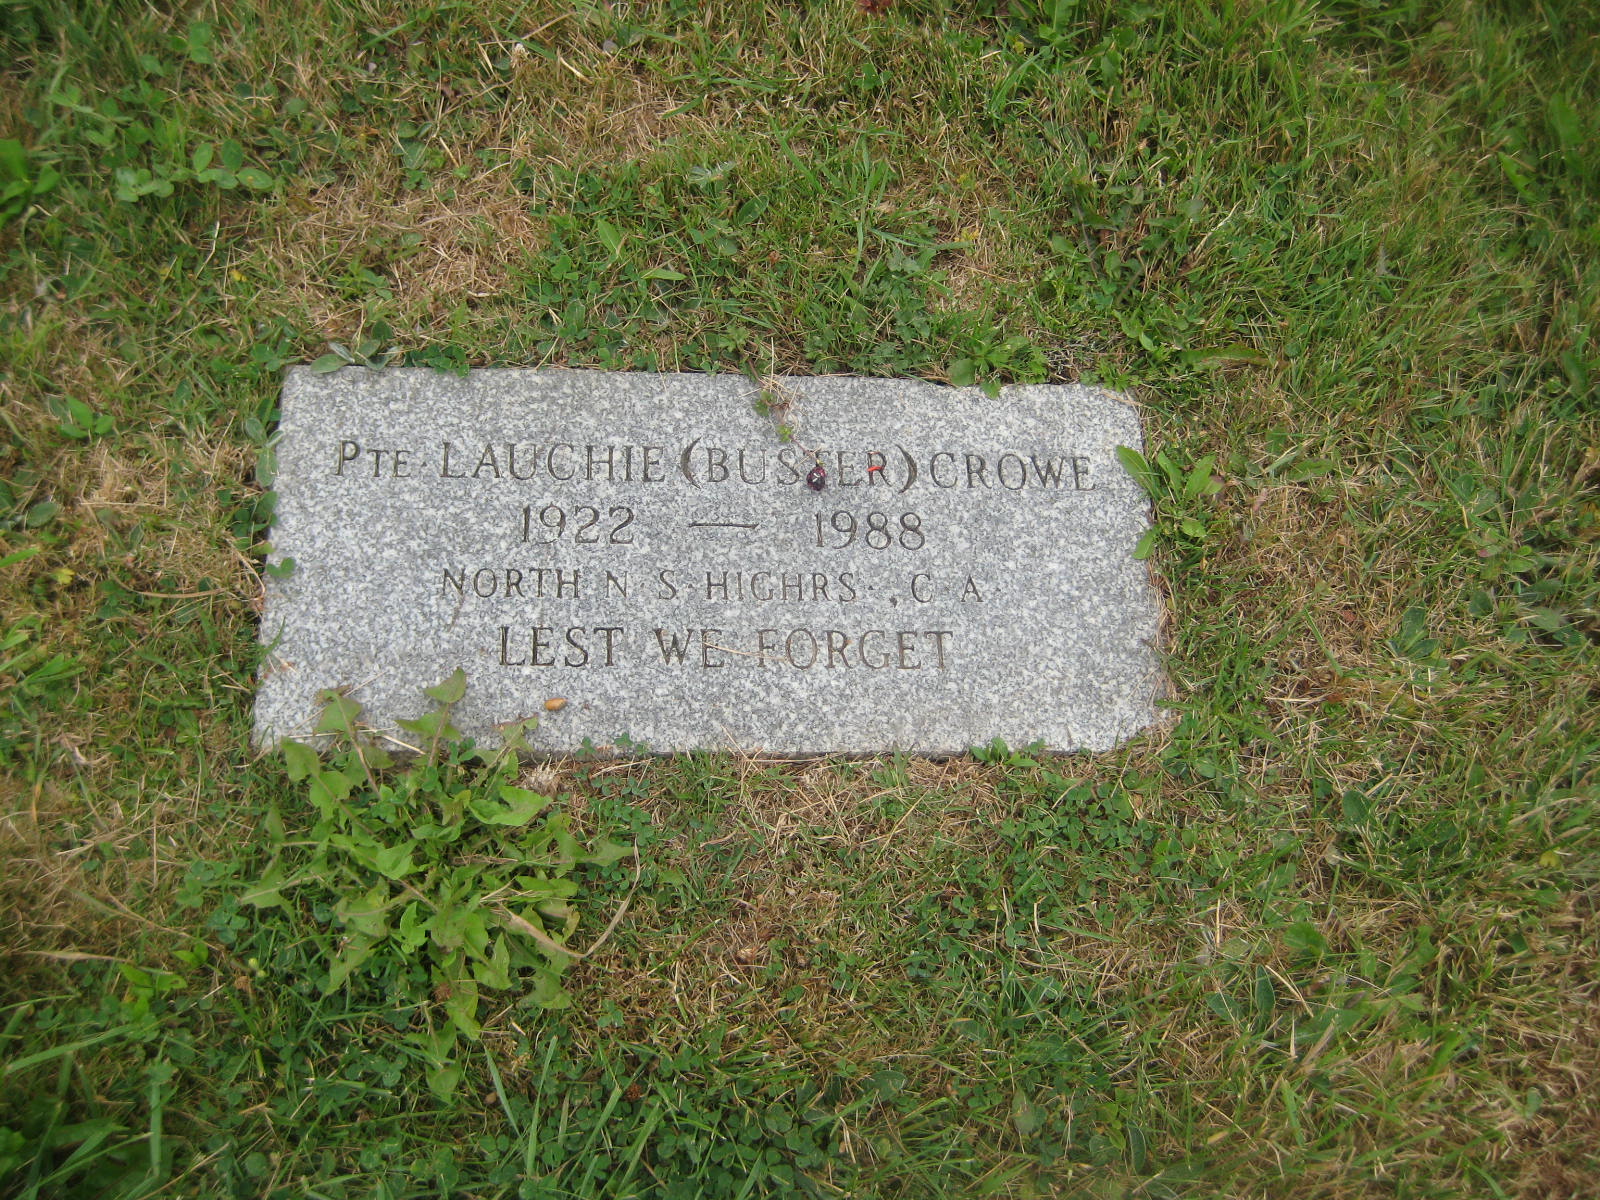 PTE. LAUCHIE (BUSTER) CROWE
1922 — 1988
NORTH N S. HIGHRS., C A.
LEST WE FORGET